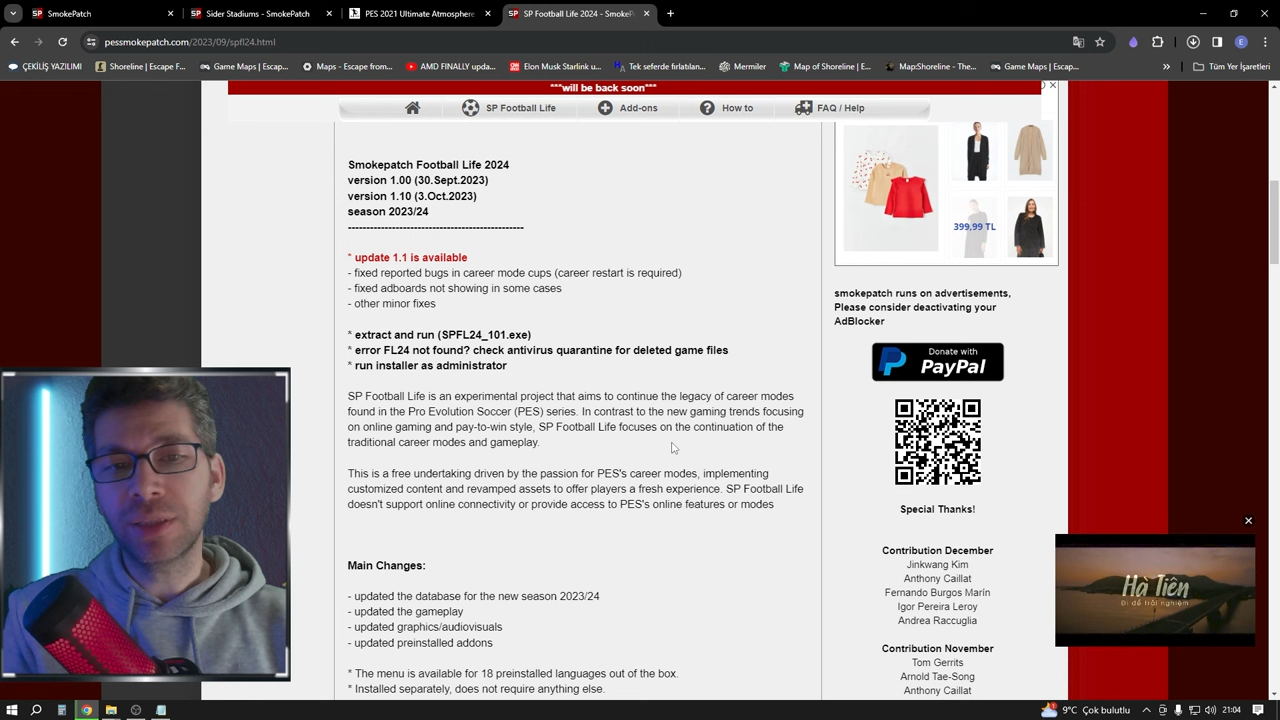 SmokePatch
Sider Stadiums - SmokePatch
PES 2021 Ultimate Atmosphere
SP Football Life 2024 - SmokeP
pessmokepatch.com/2023/09/spfl24.html
ÇEKİLİŞ YAZILIMI
Shoreline | Escape F...
Game Maps | Escap...
Maps - Escap...
AMD FINALLY upda...
Elon Musk Starlink u...
Tek seferde fırlatılan...
Mermiler
Map of Shoreline | E...
Game Maps | Escap...
Tüm Yer İşaretleri
***will be back soon***
SP Football Life
Add-ons
How to
FAQ / Help
Smokepatch Football Life 2024
version 1.00 (30.Sept.2023)
version 1.10 (3.Oct.2023)
season 2023/24
------------------------------------------------
* update 1.1 is available
- fixed reported bugs in career mode cups (career restart is required)
- fixed adboards not showing in some cases
- other minor fixes
* extract and run (SPFL24_101.exe)
* error FL24 not found? check antivirus quarantine for deleted game files
* run installer as administrator
SP Football Life is an experimental project that aims to continue the legacy of career modes
found in the Pro Evolution Soccer (PES) series. In contrast to the new gaming trends focusing
on online gaming and pay-to-win style, SP Football Life focuses on the continuation of the
traditional career modes and gameplay.
This is a free undertaking driven by the passion for PES's career modes, implementing
customized content and revamped assets to offer players a fresh experience. SP Football Life
doesn't support online connectivity or provide access to PES's online features or modes
Main Changes:
- updated the database for the new season 2023/24
- updated the gameplay
- updated graphics/audiovisuals
- updated preinstalled addons
* The menu is available for 18 preinstalled languages out of the box.
* Installed separately, does not require anything else.
399,99 TL
smokepatch runs on advertisements,
Please consider deactivating your
AdBlocker
Donate with
PayPal
Special Thanks!
Contribution December
Jinkwang Kim
Anthony Caillat
Fernando Burgos Marín
Igor Pereira Leroy
Andrea Raccuglia
Contribution November
Tom Gerrits
Arnold Tae-Song
Anthony Caillat
Hà Tiên
Đi để trải nghiệm
9°C Çok bulutlu
21:04